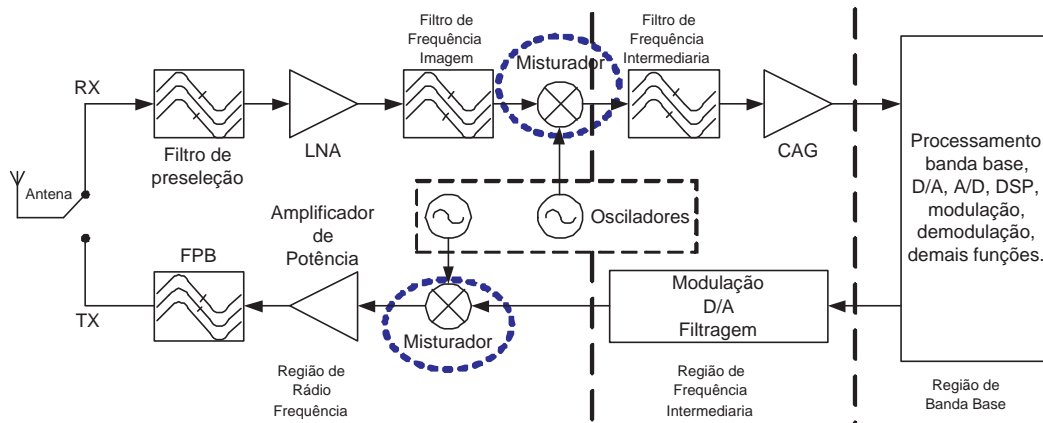 Filtro de
Frequência
Imagem
Misturador
Filtro de
Frequência
Intermediaria
RX
LNA
CAG
Filtro de
preseleção
Processamento
banda base,
D/A, A/D, DSP,
modulação,
demodulação,
demais funções.
Antena
Amplificador
de
Potência
Osciladores
FPB
Modulação
D/A
Filtragem
TX
Misturador
Região de
Rádio
Frequência
Região de
Frequência
Intermediaria
Região de
Banda Base